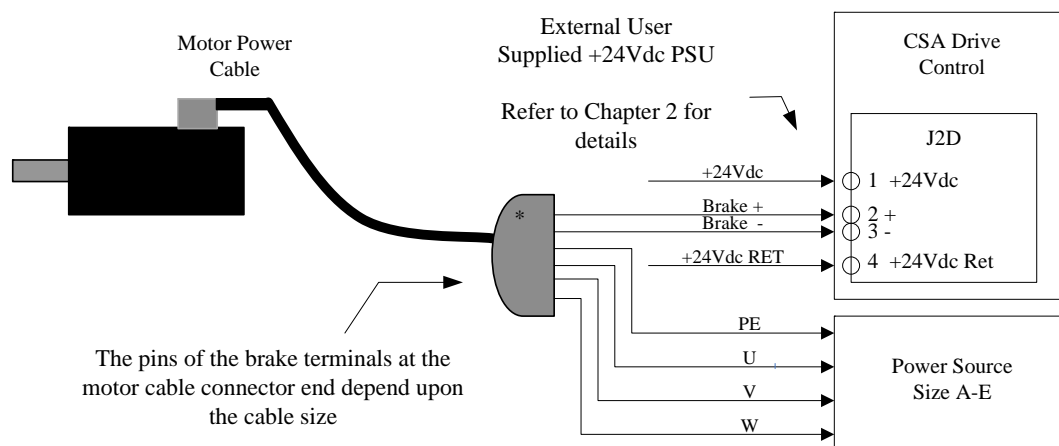 Motor Power
Cable
External User
Supplied +24Vdc PSU
Refer to Chapter 2 for
details
CSA Drive
Control
J2D
+24Vdc
1 +24Vdc
Brake +
2 +
Brake -
3 -
+24Vdc RET
4 +24Vdc Ret
*
The pins of the brake terminals at the
motor cable connector end depend upon
the cable size
PE
U
V
W
Power Source
Size A-E